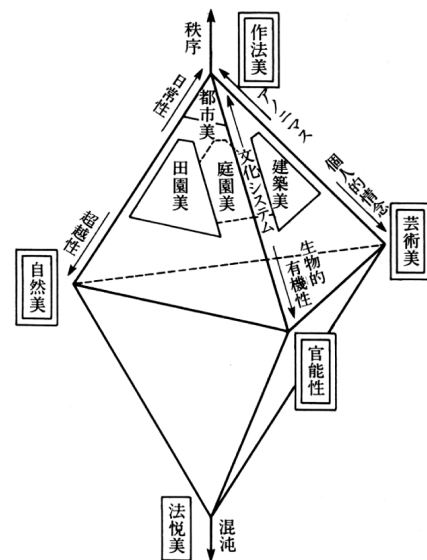 秩序
作法美
日常性
都市美
アノニマス
田園美
庭園美
文化システム
建築美
個人的情念
超越性
芸術美
自然美
生物的
有機性
官能性
法悦美
混沌